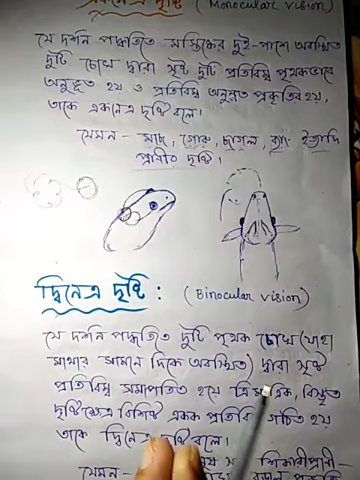 একনেত্র দৃষ্টি (Monocular Vision)
যে দর্শন পদ্ধতিতে মস্তিষ্কের দুই-পাশে অবস্থিত
দুটি চোখ দ্বারা সৃষ্ট দুটি প্রতিবিম্ব পৃথকভাবে
অনুভূত হয় ও প্রতিবিম্ব অনুন্নত প্রকৃতির হয়,
তাকে একনেত্র দৃষ্টি বলে।
যেমন - মাছ, গোরু, ছাগল, ব্যাঙ ইত্যাদি
প্রাণীর দৃষ্টি।
দ্বিনেত্র দৃষ্টি : (Binocular vision)
যে দর্শন পদ্ধতিতে দুটি পৃথক চোখ (যাহা
মাথার সামনে দিকে অবস্থিত) দ্বারা সৃষ্ট
প্রতিবিম্ব সমাপতিত হয়ে বিস্তৃত
দৃষ্টিক্ষেত্র বিশিষ্ট একক গঠিত হয়
তাকে দ্বিনেত্র দৃষ্টি বলে।
যেমন - শিকারীপ্রাণী -